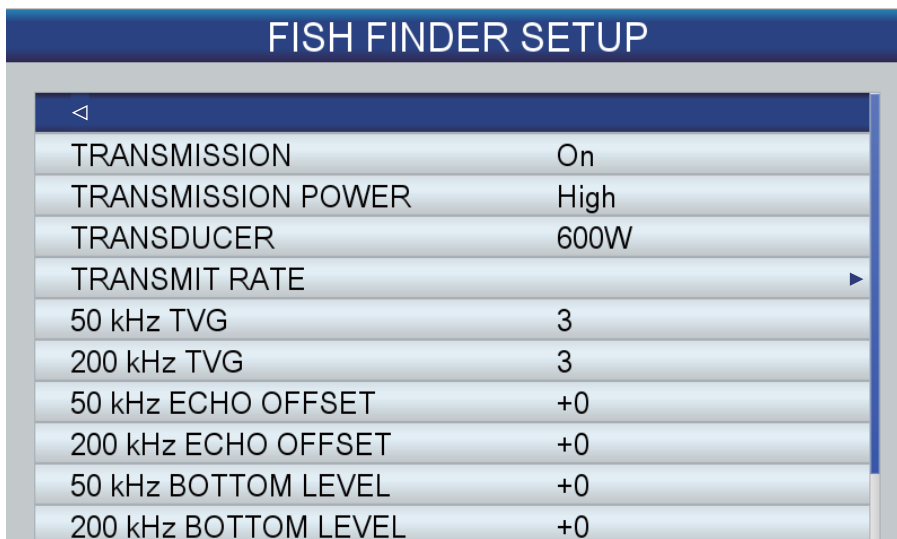 FISH FINDER SETUP
TRANSMISSION On
TRANSMISSION POWER High
TRANSDUCER 600W
TRANSMIT RATE
50 kHz TVG 3
200 kHz TVG 3
50 kHz ECHO OFFSET +0
200 kHz ECHO OFFSET +0
50 kHz BOTTOM LEVEL +0
200 kHz BOTTOM LEVEL +0